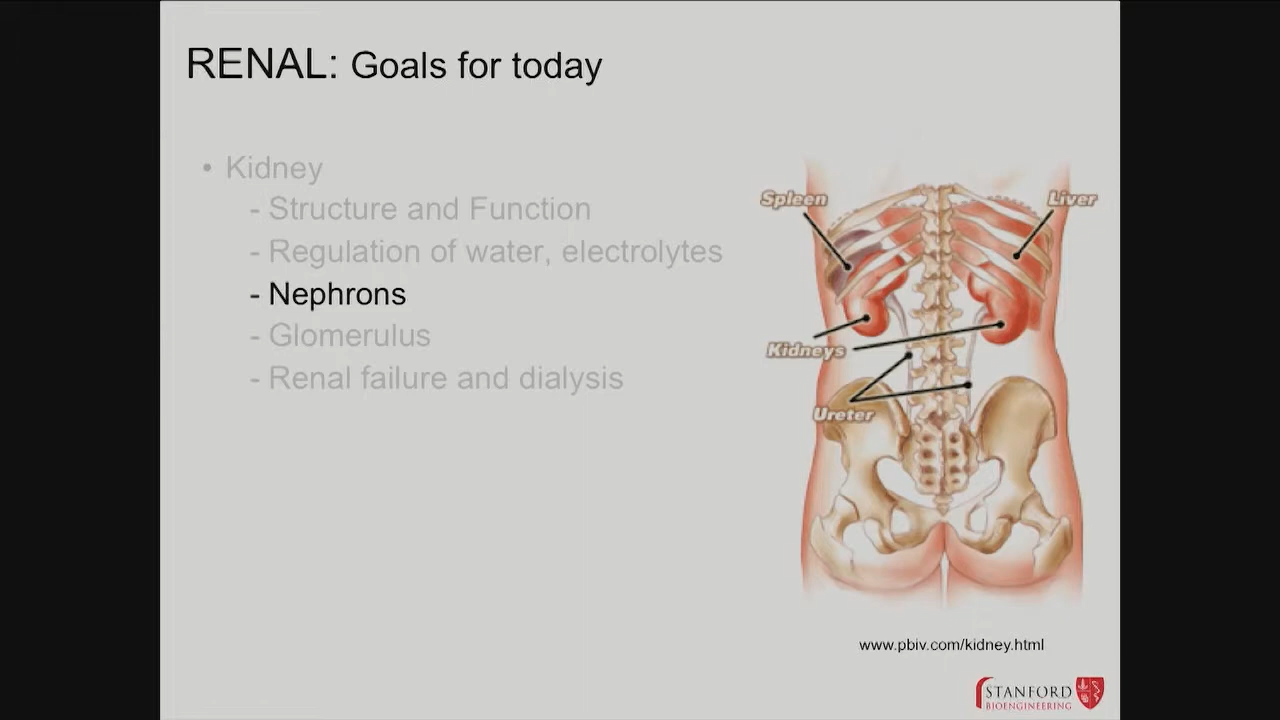 RENAL: Goals for today
• Kidney
- Structure and Function
- Regulation of water, electrolytes
- Nephrons
- Glomerulus
- Renal failure and dialysis
Spleen
Liver
Kidneys
Ureter
www.pbiv.com/kidney.html
STANFORD
BIOENGINEERING